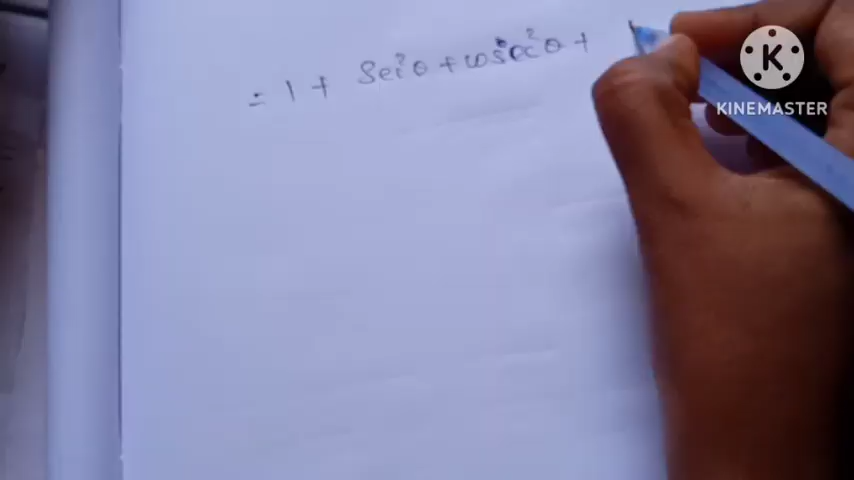 = 1 + Sec²θ + cosec²θ +
K
KINEMASTER